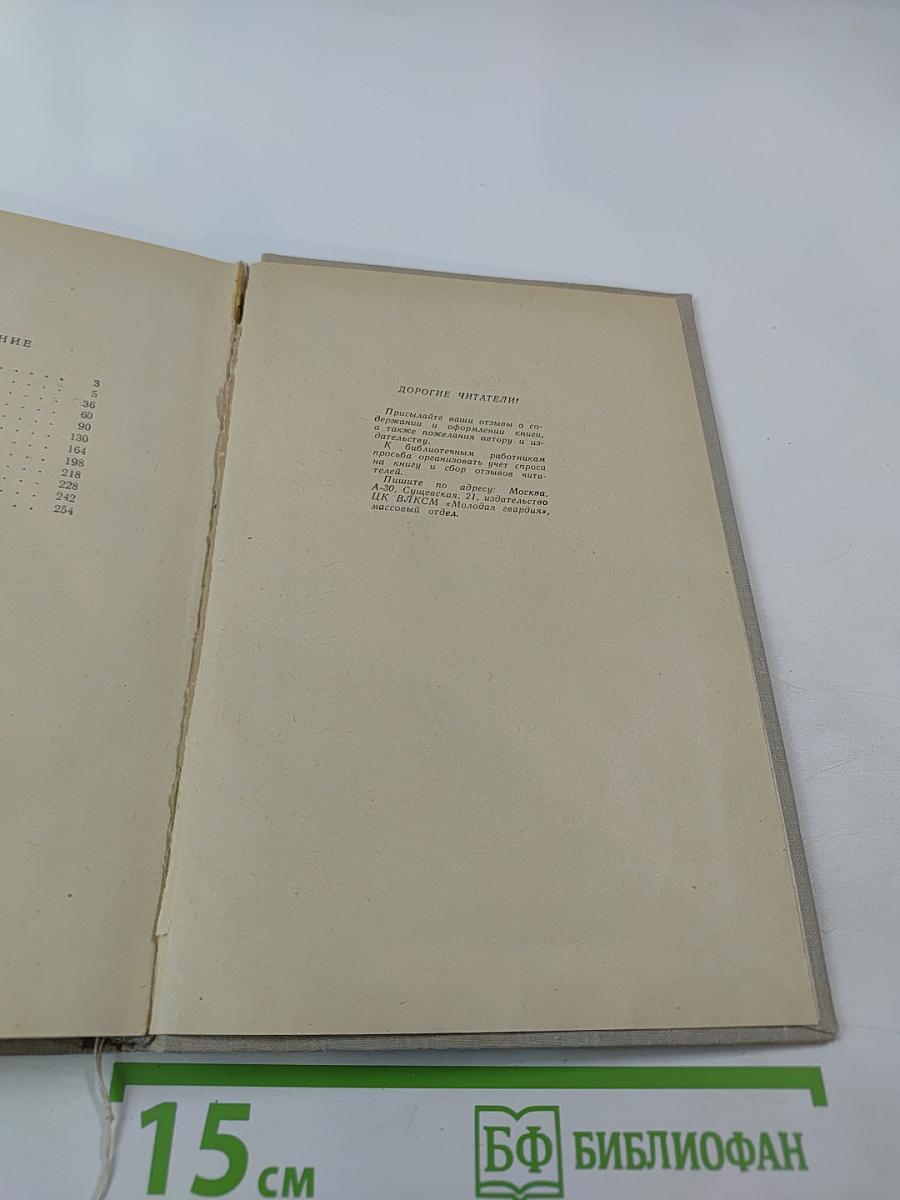 НИЕ
3
5
36
60
90
130
164
198
218
228
242
254
ДОРОГИЕ ЧИТАТЕЛИ!
Присылайте ваши отзывы о со-
держании и оформлении книги,
а также пожелания автору и из-
дательству.
К библиотечным работникам
просьба организовать учет спроса
на книгу и сбор отзывов чита-
телей.
Пишите по адресу: Москва,
А-30, Сущевская, 21, издательство
ЦК ВЛКСМ «Молодая гвардия»,
массовый отдел.
15 см
БФ БИБЛИОФАН